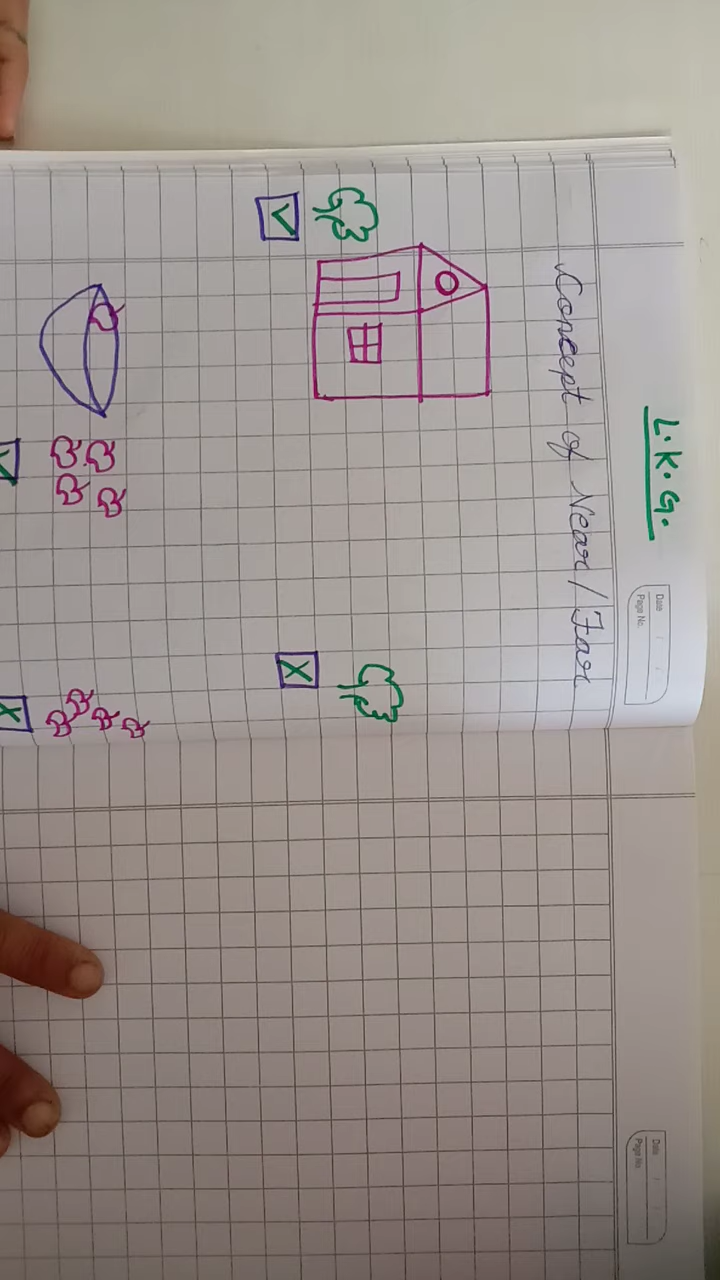 L.K.G.
Date
Page No.
Concept of Near/Far
Date
Page No.